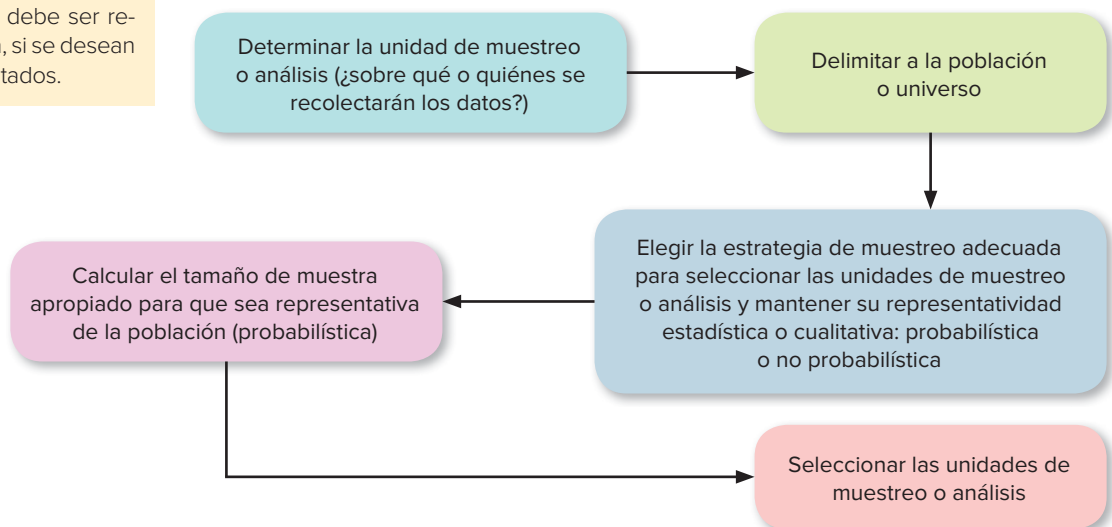 debe ser re-
, si se desean
tados.
Determinar la unidad de muestreo
o análisis (¿sobre qué o quiénes se
recolectarán los datos?)
Delimitar a la población
o universo
Elegir la estrategia de muestreo adecuada
para seleccionar las unidades de muestreo
o análisis y mantener su representatividad
estadística o cualitativa: probabilística
o no probabilística
Calcular el tamaño de muestra
apropiado para que sea representativa
de la población (probabilística)
Seleccionar las unidades de
muestreo o análisis